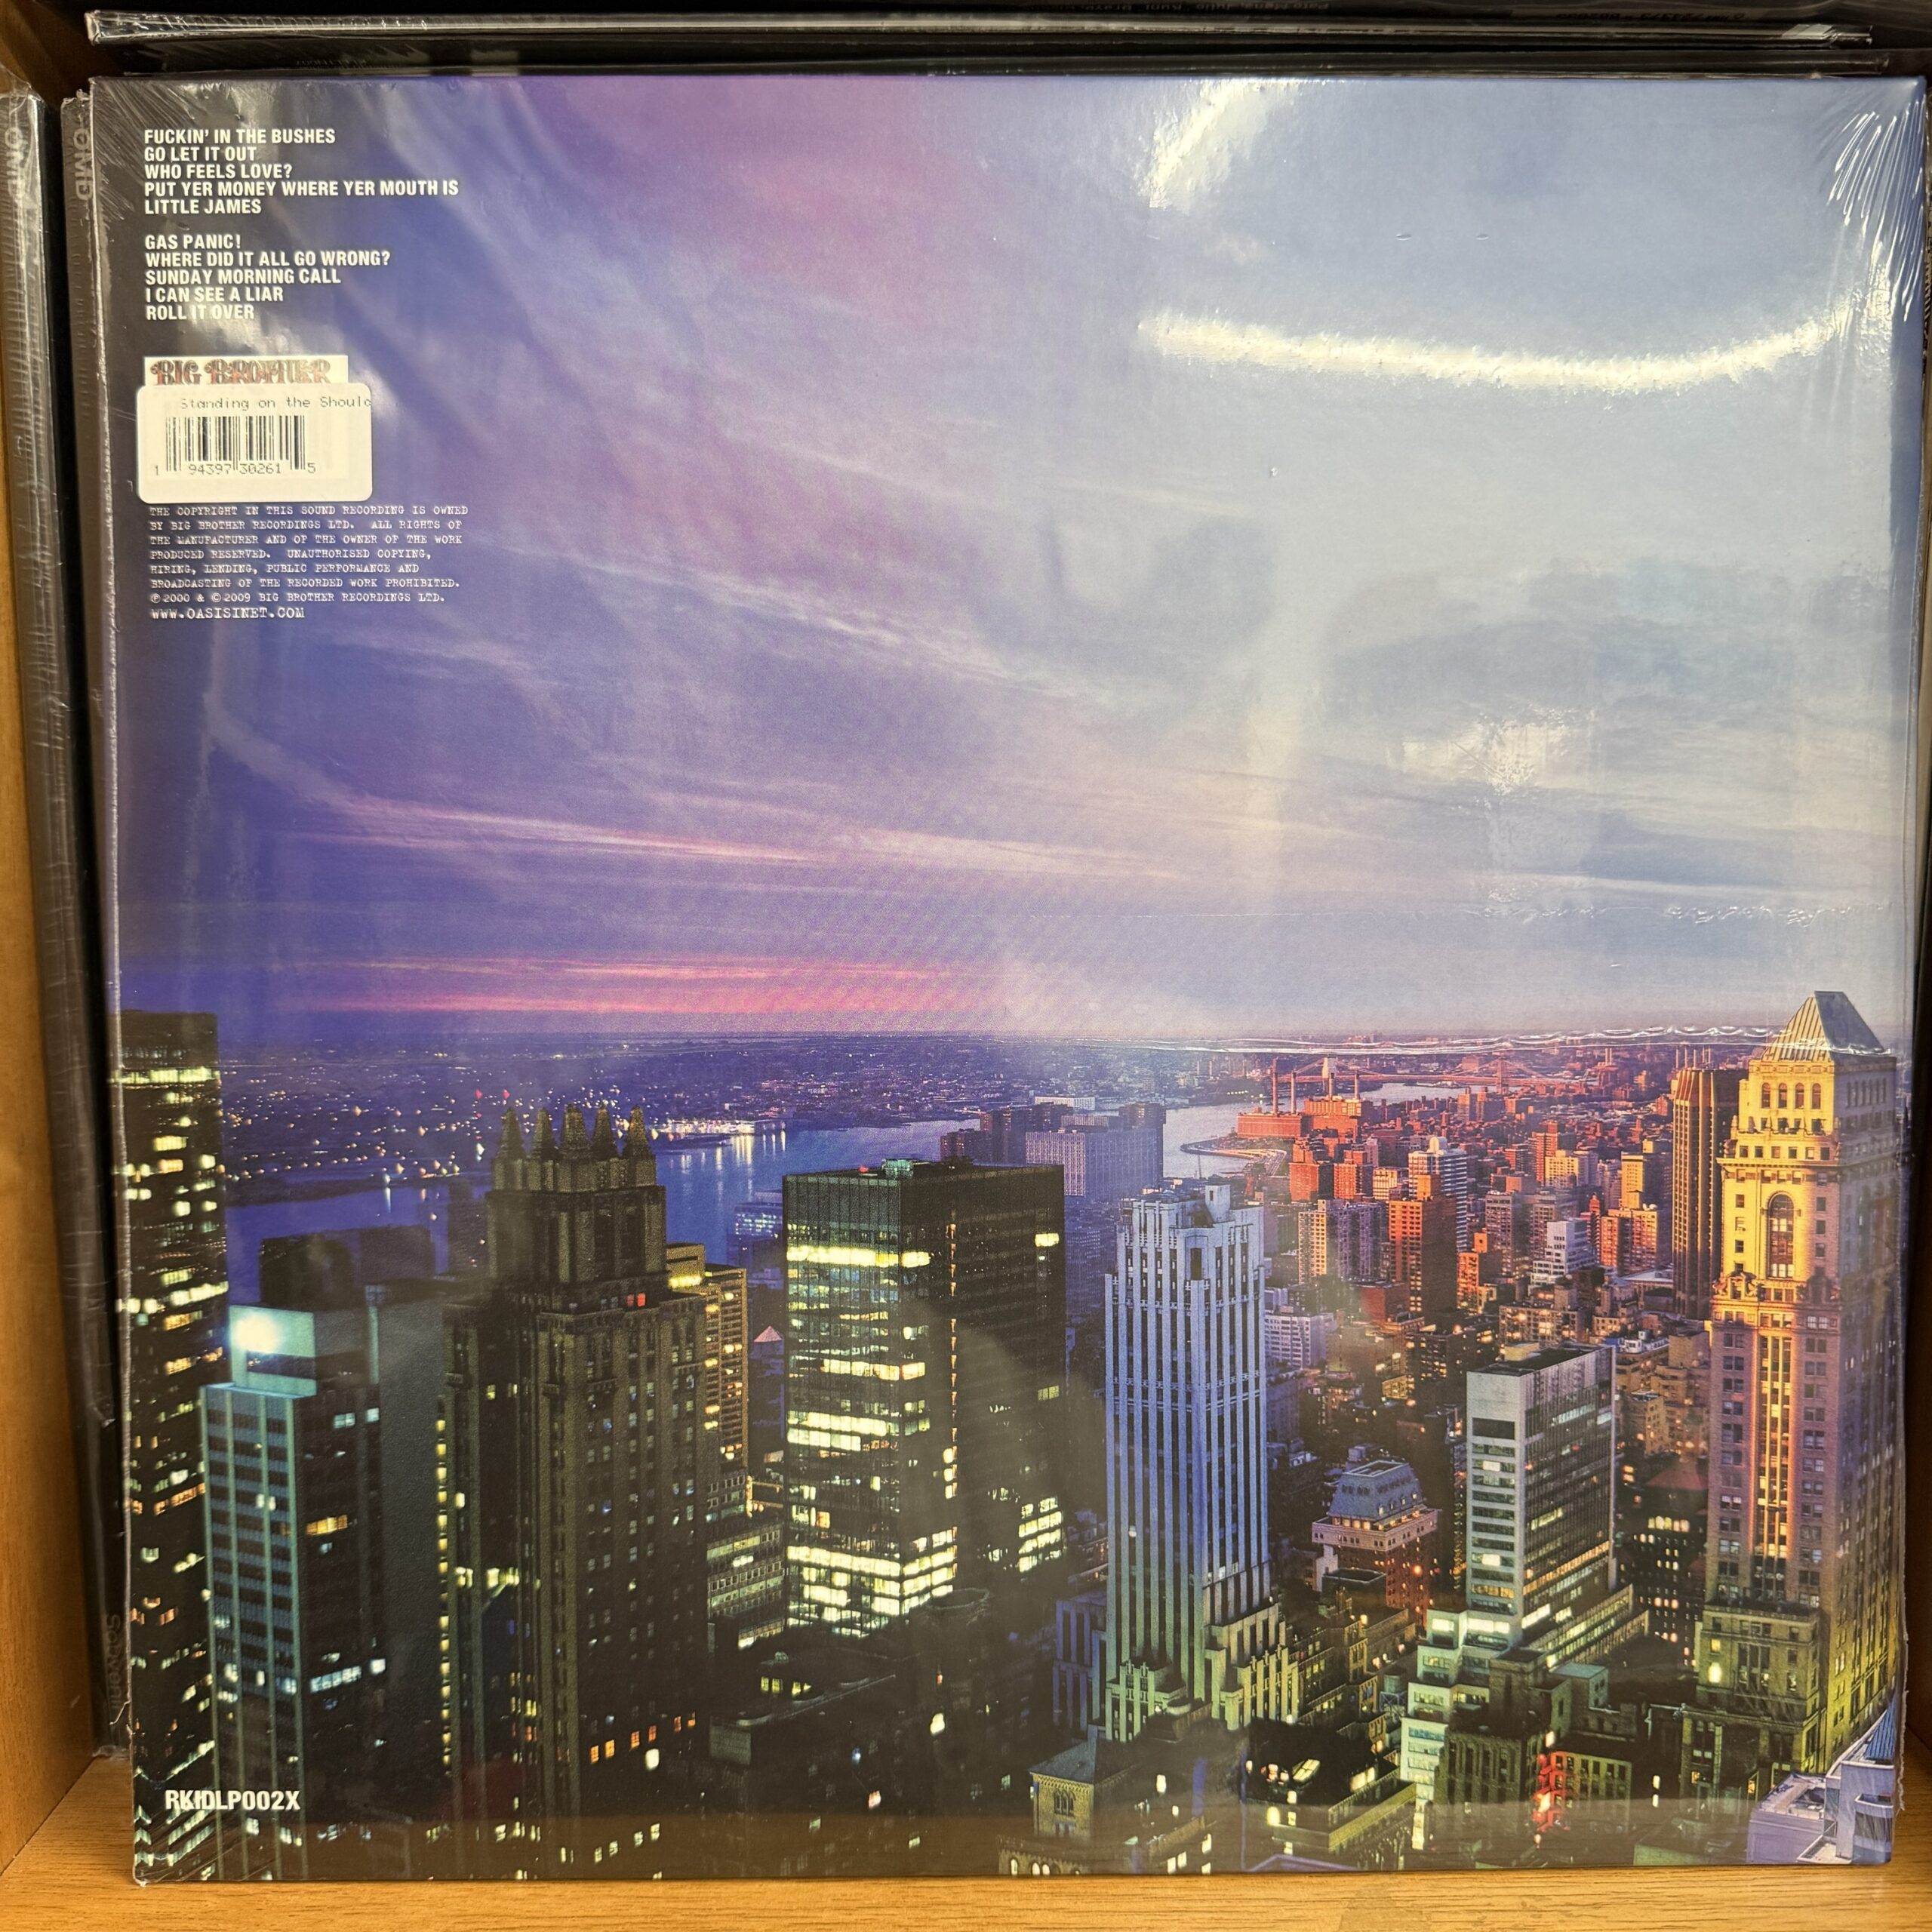 FUCKIN' IN THE BUSHES
GO LET IT OUT
WHO FEELS LOVE?
PUT YER MONEY WHERE YER MOUTH IS
LITTLE JAMES
GAS PANIC!
WHERE DID IT ALL GO WRONG?
SUNDAY MORNING CALL
I CAN SEE A LIAR
ROLL IT OVER
BIG BROTHER
Standing on the Should
1 94397 30261 5
THE COPYRIGHT IN THIS SOUND RECORDING IS OWNED
BY BIG BROTHER RECORDINGS LTD. ALL RIGHTS OF
THE MANUFACTURER AND OF THE OWNER OF THE WORK
PRODUCED RESERVED. UNAUTHORISED COPYING,
HIRING, LENDING, PUBLIC PERFORMANCE AND
BROADCASTING OF THE RECORDED WORK PROHIBITED.
℗ 2000 & © 2009 BIG BROTHER RECORDINGS LTD.
WWW.OASISINET.COM
RKIDLP002X